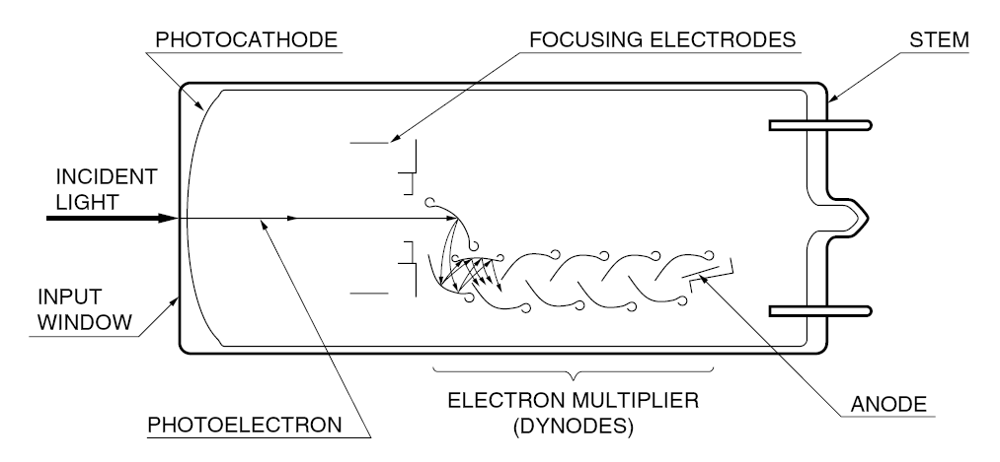 PHOTOCATHODE
FOCUSING ELECTRODES
STEM
INCIDENT
LIGHT
INPUT
WINDOW
PHOTOELECTRON
ELECTRON MULTIPLIER
(DYNODES)
ANODE